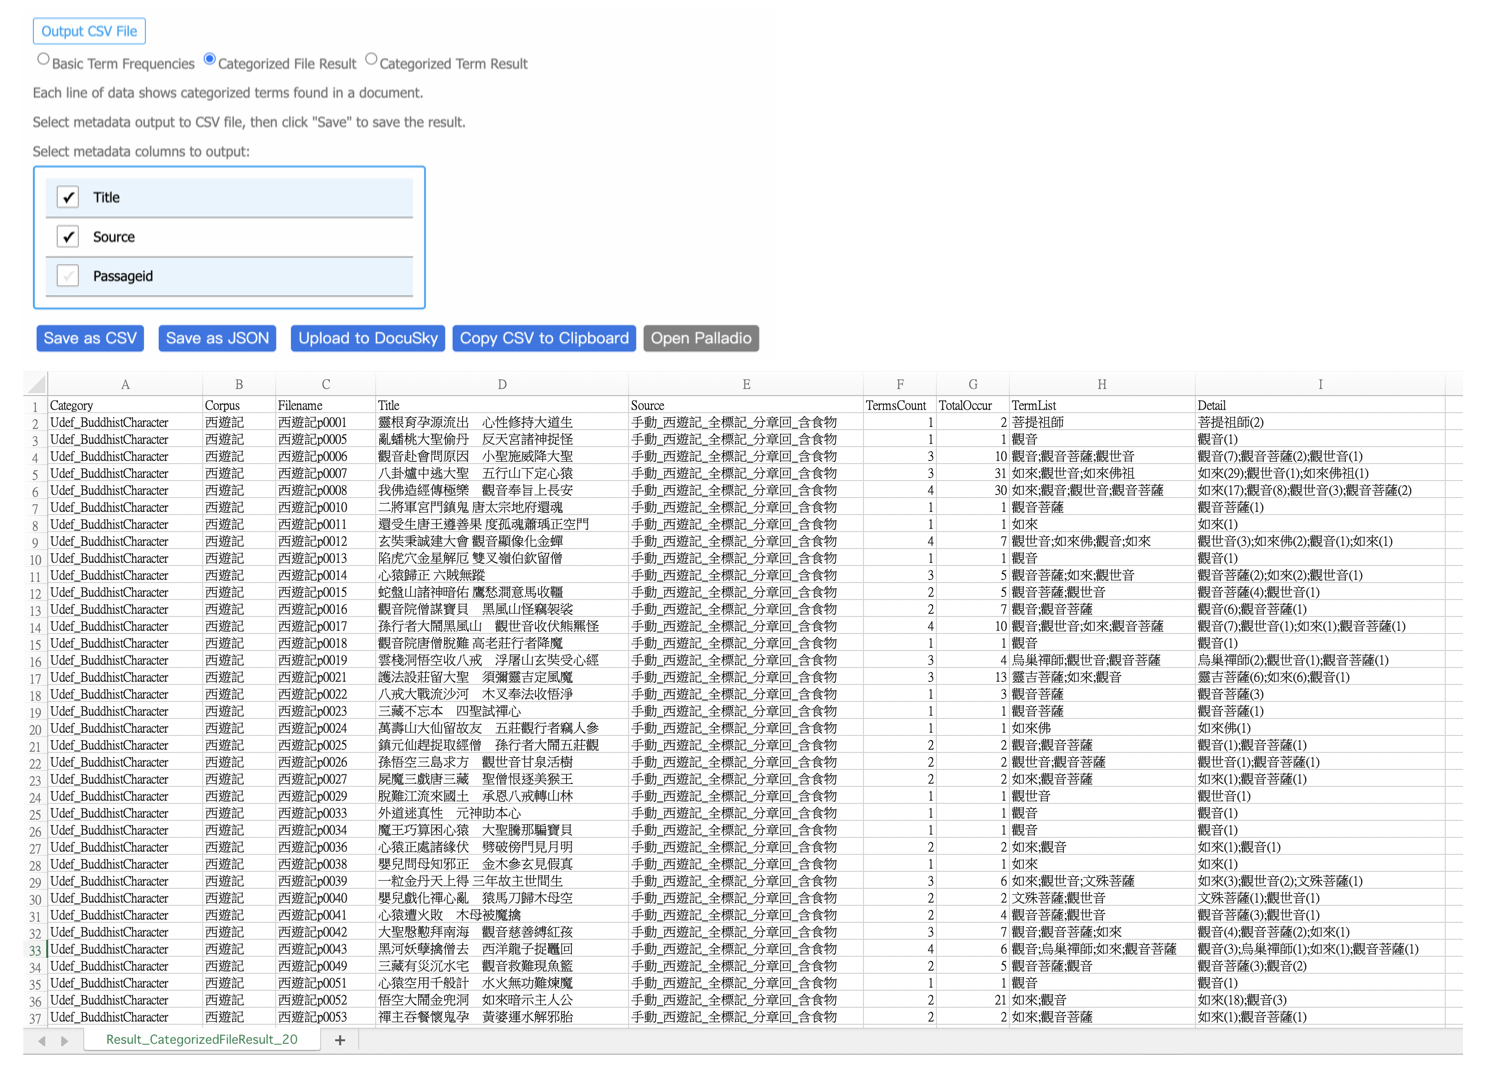 Output CSV File
Basic Term Frequencies Categorized File Result Categorized Term Result
Each line of data shows categorized terms found in a document.
Select metadata output to CSV file, then click "Save" to save the result.
Select metadata columns to output:
Title
Source
Passageid
Save as CSV Save as JSON Upload to DocuSky Copy CSV to Clipboard Open Palladio
A B C D E F G H I
1 Category Corpus Filename Title Source TermsCount TotalOccur TermList Detail
2 Udef_BuddhistCharacter 西遊記 西遊記p0001 靈根育孕源流出 心性修持大道生 手動_西遊記_全標記_分章回_含食物 1 2 菩提祖師 菩提祖師(2)
3 Udef_BuddhistCharacter 西遊記 西遊記p0005 亂蟠桃大聖偷丹 反天宮諸神捉怪 手動_西遊記_全標記_分章回_含食物 1 1 觀音 觀音(1)
4 Udef_BuddhistCharacter 西遊記 西遊記p0006 觀音赴會問原因 小聖施威降大聖 手動_西遊記_全標記_分章回_含食物 3 10 觀音;觀音菩薩;觀世音 觀音(7);觀音菩薩(2);觀世音(1)
5 Udef_BuddhistCharacter 西遊記 西遊記p0007 八卦爐中逃大聖 五行山下定心猿 手動_西遊記_全標記_分章回_含食物 3 31 如來;觀世音;如來佛祖 如來(29);觀世音(1);如來佛祖(1)
6 Udef_BuddhistCharacter 西遊記 西遊記p0008 我佛造經傳極樂 觀音奉旨上長安 手動_西遊記_全標記_分章回_含食物 4 30 如來;觀音;觀世音;觀音菩薩 如來(17);觀音(8);觀世音(3);觀音菩薩(2)
7 Udef_BuddhistCharacter 西遊記 西遊記p0010 二將軍宮門鎮鬼 唐太宗地府還魂 手動_西遊記_全標記_分章回_含食物 1 1 觀音菩薩 觀音菩薩(1)
8 Udef_BuddhistCharacter 西遊記 西遊記p0011 還受生唐王遵善果 度孤魂蕭瑀正空門 手動_西遊記_全標記_分章回_含食物 1 1 如來 如來(1)
9 Udef_BuddhistCharacter 西遊記 西遊記p0012 玄奘秉誠建大會 觀音顯像化金蟬 手動_西遊記_全標記_分章回_含食物 4 7 觀世音;如來佛;觀音;如來 觀世音(3);如來佛(2);觀音(1);如來(1)
10 Udef_BuddhistCharacter 西遊記 西遊記p0013 陷虎穴金星解厄 雙叉嶺伯欽留僧 手動_西遊記_全標記_分章回_含食物 1 1 觀音 觀音(1)
11 Udef_BuddhistCharacter 西遊記 西遊記p0014 心猿歸正 六賊無蹤 手動_西遊記_全標記_分章回_含食物 3 5 觀音菩薩;如來;觀世音 觀音菩薩(2);如來(2);觀世音(1)
12 Udef_BuddhistCharacter 西遊記 西遊記p0015 蛇盤山諸神暗佑 鷹愁澗意馬收韁 手動_西遊記_全標記_分章回_含食物 2 5 觀音菩薩;觀世音 觀音菩薩(4);觀世音(1)
13 Udef_BuddhistCharacter 西遊記 西遊記p0016 觀音院僧謀寶貝 黑風山怪竊袈裟 手動_西遊記_全標記_分章回_含食物 2 7 觀音;觀音菩薩 觀音(6);觀音菩薩(1)
14 Udef_BuddhistCharacter 西遊記 西遊記p0017 孫行者大鬧黑風山 觀世音收伏熊羆怪 手動_西遊記_全標記_分章回_含食物 4 10 觀音;觀世音;如來;觀音菩薩 觀音(7);觀世音(1);如來(1);觀音菩薩(1)
15 Udef_BuddhistCharacter 西遊記 西遊記p0018 觀音院唐僧脫難 高老莊行者降魔 手動_西遊記_全標記_分章回_含食物 1 1 觀音 觀音(1)
16 Udef_BuddhistCharacter 西遊記 西遊記p0019 雲棧洞悟空收八戒 浮屠山玄奘受心經 手動_西遊記_全標記_分章回_含食物 3 4 烏巢禪師;觀世音;觀音菩薩 烏巢禪師(2);觀世音(1);觀音菩薩(1)
17 Udef_BuddhistCharacter 西遊記 西遊記p0021 護法設莊留大聖 須彌靈吉定風魔 手動_西遊記_全標記_分章回_含食物 3 13 靈吉菩薩;如來;觀音 靈吉菩薩(6);如來(6);觀音(1)
18 Udef_BuddhistCharacter 西遊記 西遊記p0022 八戒大戰流沙河 木叉奉法收悟淨 手動_西遊記_全標記_分章回_含食物 1 3 觀音菩薩 觀音菩薩(3)
19 Udef_BuddhistCharacter 西遊記 西遊記p0023 三藏不忘本 四聖試禪心 手動_西遊記_全標記_分章回_含食物 1 1 觀音菩薩 觀音菩薩(1)
20 Udef_BuddhistCharacter 西遊記 西遊記p0024 萬壽山大仙留故友 五莊觀行者竊人參 手動_西遊記_全標記_分章回_含食物 1 1 如來佛 如來佛(1)
21 Udef_BuddhistCharacter 西遊記 西遊記p0025 鎮元仙趕捉取經僧 孫行者大鬧五莊觀 手動_西遊記_全標記_分章回_含食物 2 2 觀音;觀音菩薩 觀音(1);觀音菩薩(1)
22 Udef_BuddhistCharacter 西遊記 西遊記p0026 孫悟空三島求方 觀世音甘泉活樹 手動_西遊記_全標記_分章回_含食物 2 2 觀世音;觀音菩薩 觀世音(1);觀音菩薩(1)
23 Udef_BuddhistCharacter 西遊記 西遊記p0027 屍魔三戲唐三藏 聖僧恨逐美猴王 手動_西遊記_全標記_分章回_含食物 2 2 如來;觀音菩薩 如來(1);觀音菩薩(1)
24 Udef_BuddhistCharacter 西遊記 西遊記p0029 脫難江流來國土 承恩八戒轉山林 手動_西遊記_全標記_分章回_含食物 1 1 觀世音 觀世音(1)
25 Udef_BuddhistCharacter 西遊記 西遊記p0033 外道迷真性 元神助本心 手動_西遊記_全標記_分章回_含食物 1 1 觀音 觀音(1)
26 Udef_BuddhistCharacter 西遊記 西遊記p0034 魔王巧算困心猿 大聖騰那騙寶貝 手動_西遊記_全標記_分章回_含食物 1 1 觀音 觀音(1)
27 Udef_BuddhistCharacter 西遊記 西遊記p0036 心猿正處諸緣伏 劈破傍門見月明 手動_西遊記_全標記_分章回_含食物 2 2 如來;觀音 如來(1);觀音(1)
28 Udef_BuddhistCharacter 西遊記 西遊記p0038 嬰兒問母知邪正 金木參玄見假真 手動_西遊記_全標記_分章回_含食物 1 1 如來 如來(1)
29 Udef_BuddhistCharacter 西遊記 西遊記p0039 一粒金丹天上得 三年故主世間生 手動_西遊記_全標記_分章回_含食物 3 6 如來;觀世音;文殊菩薩 如來(3);觀世音(2);文殊菩薩(1)
30 Udef_BuddhistCharacter 西遊記 西遊記p0040 嬰兒戲化禪心亂 猿馬刀歸木母空 手動_西遊記_全標記_分章回_含食物 2 2 文殊菩薩;觀世音 文殊菩薩(1);觀世音(1)
31 Udef_BuddhistCharacter 西遊記 西遊記p0041 心猿遭火敗 木母被魔擒 手動_西遊記_全標記_分章回_含食物 2 4 觀音菩薩;觀世音 觀音菩薩(3);觀世音(1)
32 Udef_BuddhistCharacter 西遊記 西遊記p0042 大聖慇懃拜南海 觀音慈善縛紅孩 手動_西遊記_全標記_分章回_含食物 3 7 觀音;觀音菩薩;如來 觀音(4);觀音菩薩(2);如來(1)
33 Udef_BuddhistCharacter 西遊記 西遊記p0043 黑河妖孽擒僧去 西洋龍子捉鼉回 手動_西遊記_全標記_分章回_含食物 4 6 觀音;烏巢禪師;如來;觀音菩薩 觀音(3);烏巢禪師(1);如來(1);觀音菩薩(1)
34 Udef_BuddhistCharacter 西遊記 西遊記p0049 三藏有災沉水宅 觀音救難現魚籃 手動_西遊記_全標記_分章回_含食物 2 5 觀音菩薩;觀音 觀音菩薩(3);觀音(2)
35 Udef_BuddhistCharacter 西遊記 西遊記p0051 心猿空用千般計 水火無功難煉魔 手動_西遊記_全標記_分章回_含食物 1 1 觀音 觀音(1)
36 Udef_BuddhistCharacter 西遊記 西遊記p0052 悟空大鬧金兜洞 如來暗示主人公 手動_西遊記_全標記_分章回_含食物 2 21 如來;觀音 如來(18);觀音(3)
37 Udef_BuddhistCharacter 西遊記 西遊記p0053 禪主吞餐懷鬼孕 黃婆運水解邪胎 手動_西遊記_全標記_分章回_含食物 2 2 如來;觀音菩薩 如來(1);觀音菩薩(1)
Result_CategorizedFileResult_20 +